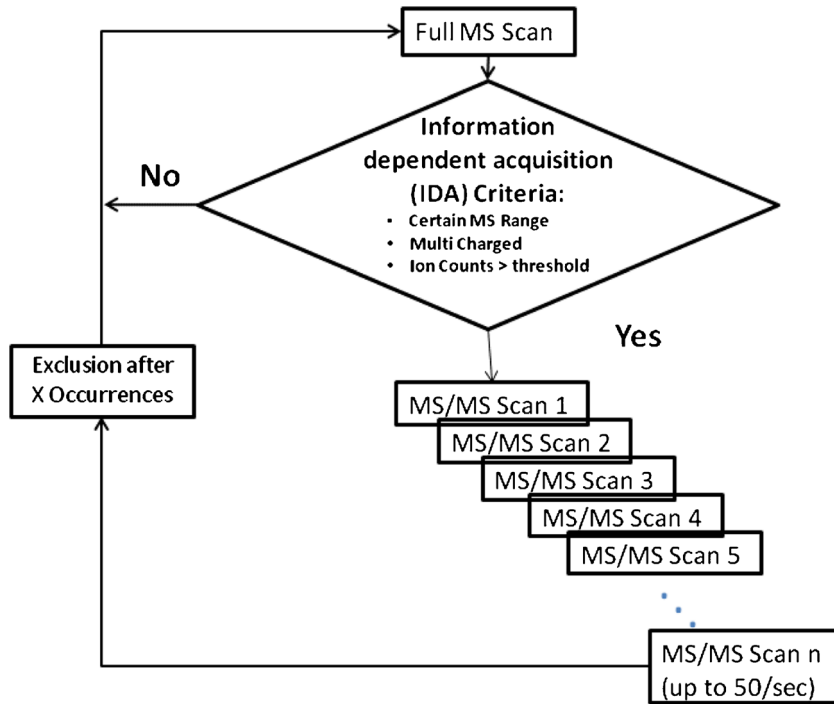 Full MS Scan
Information
dependent acquisition
(IDA) Criteria:
• Certain MS Range
• Multi Charged
• Ion Counts > threshold
No
Yes
Exclusion after
X Occurrences
MS/MS Scan 1
MS/MS Scan 2
MS/MS Scan 3
MS/MS Scan 4
MS/MS Scan 5
MS/MS Scan n
(up to 50/sec)